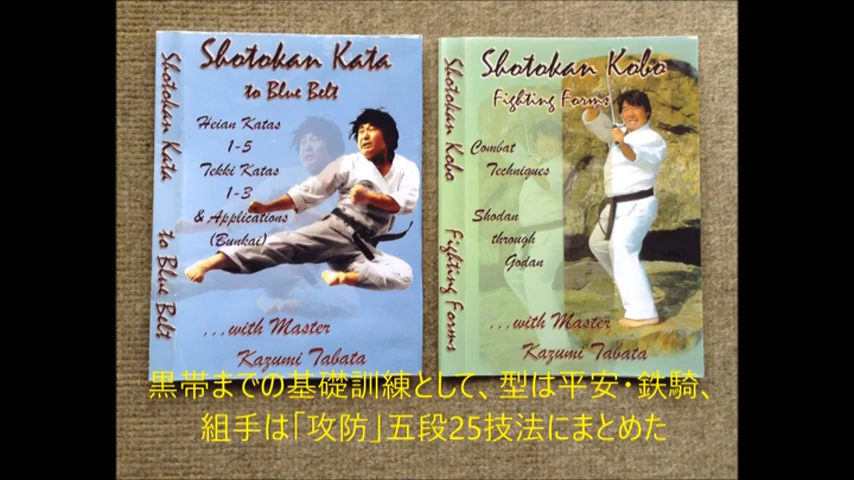 Shotokan Kata
to Blue Belt
Shotokan Kata to Blue Belt
Heian Katas
1-5
Tekki Katas
1-3
& Applications
(Bunkai)
...with Master
Kazumi Tabata
Shotokan Kobo
Fighting Forms
Shotokan Kobo Fighting Forms
Combat
Techniques
Shodan
through
Godan
...with Master
Kazumi Tabata
黒帯までの基礎訓練として、型は平安・鉄騎、
組手は「攻防」五段25技法にまとめた